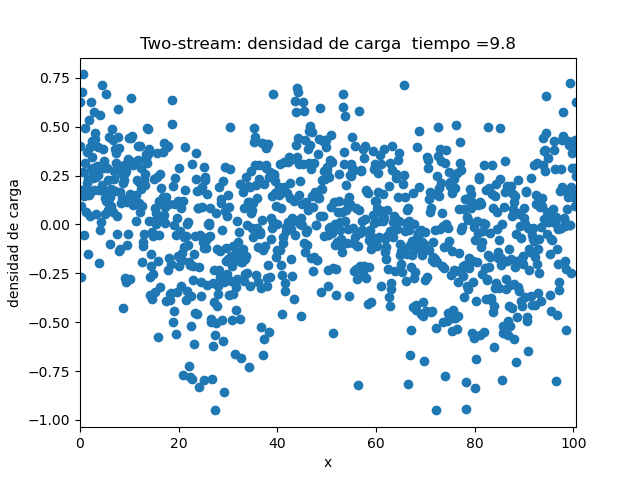 Two-stream: densidad de carga  tiempo =9.8
densidad de carga
0.75
0.50
0.25
0.00
−0.25
−0.50
−0.75
−1.00
0 20 40 60 80 100
x